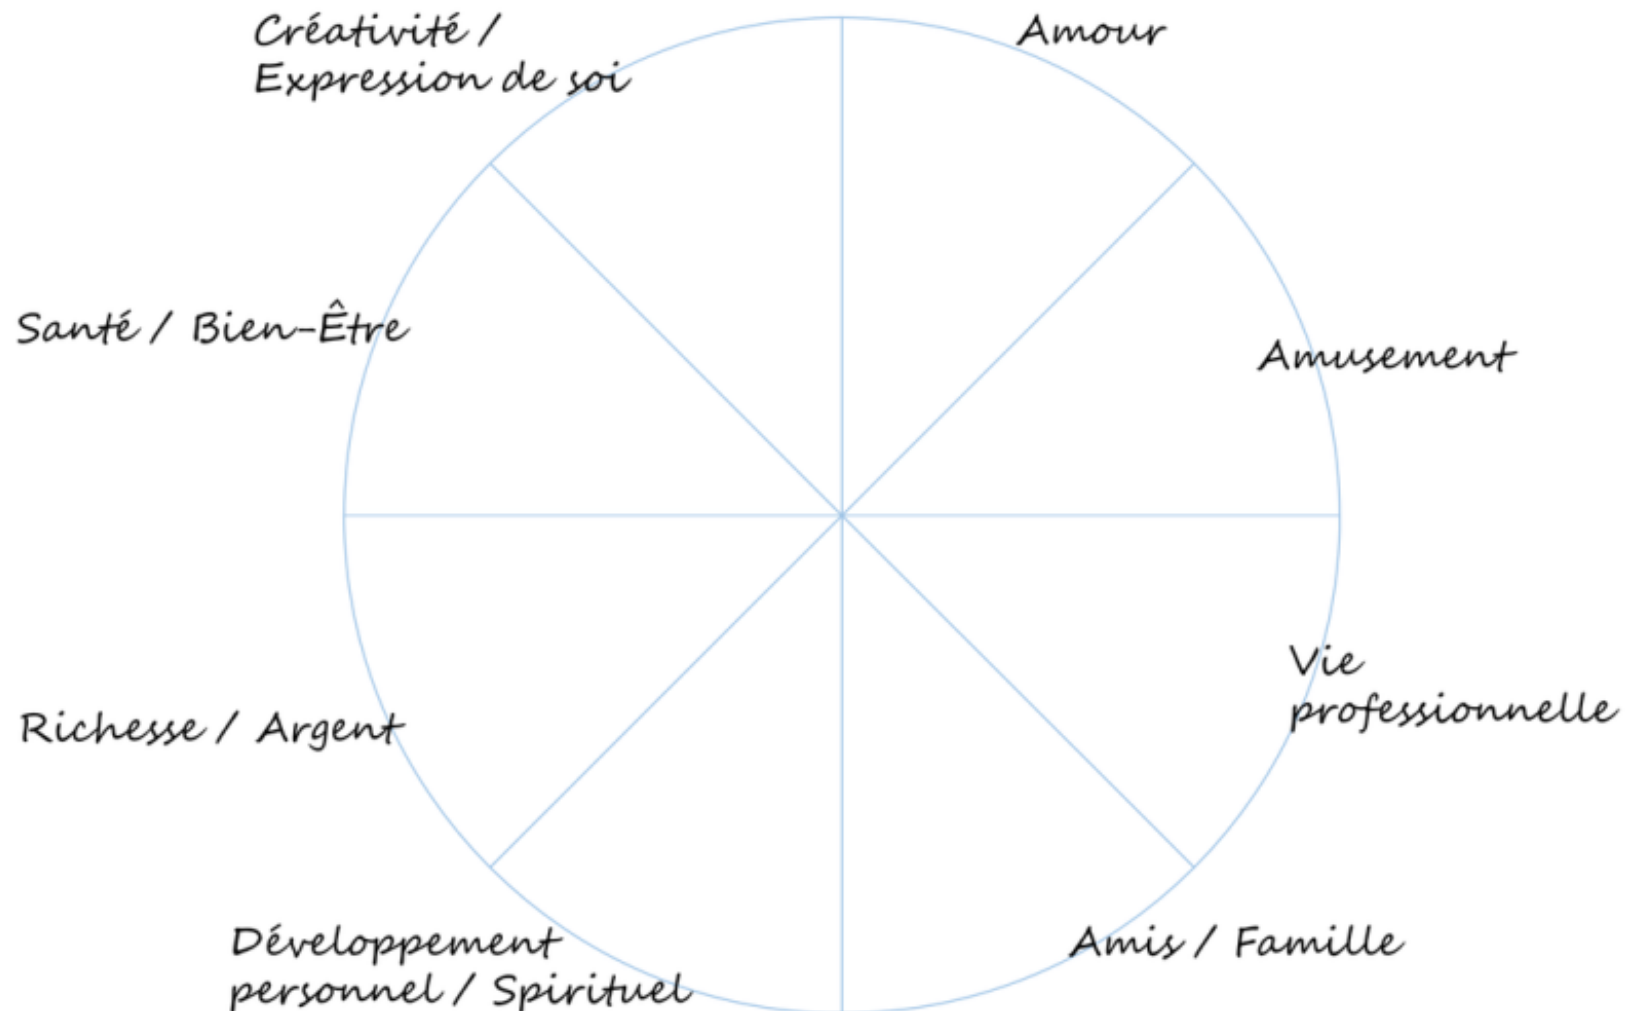 Créativité /
Expression de soi
Amour
Santé / Bien-Être
Amusement
Vie
professionnelle
Richesse / Argent
Développement
personnel / Spirituel
Amis / Famille